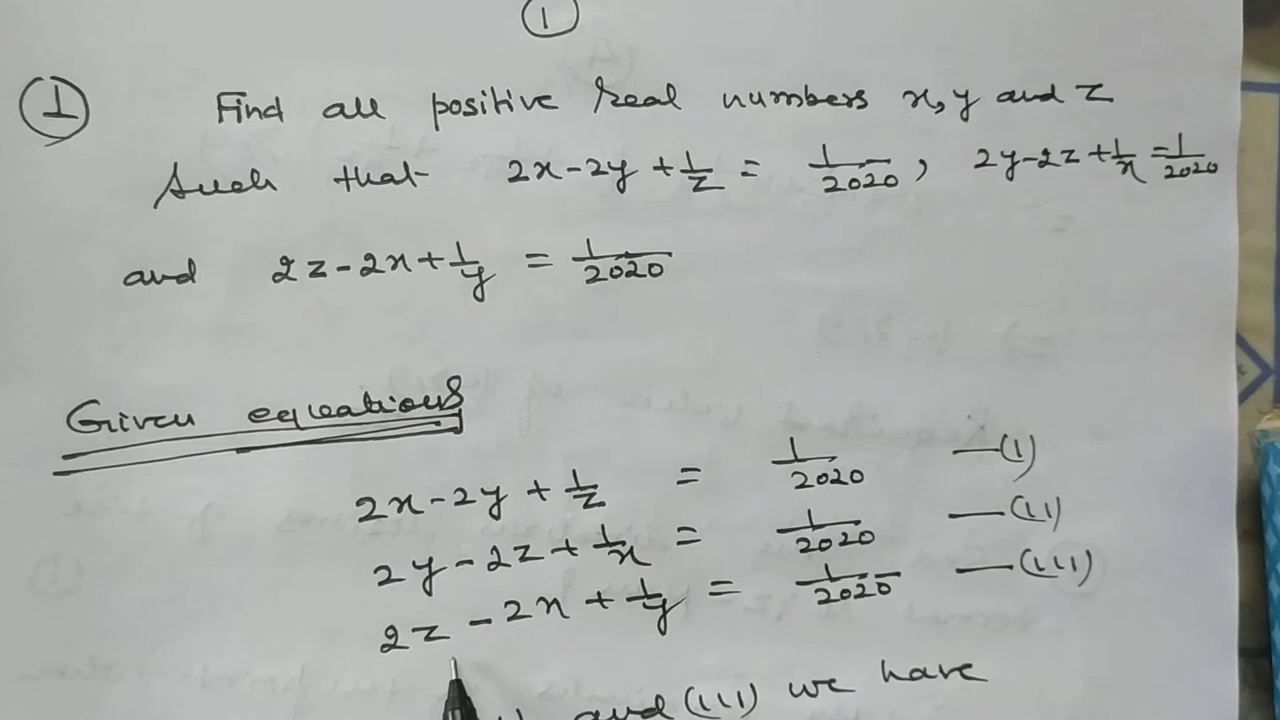 1
1 Find all positive real numbers x, y and z
such that 2x-2y+1/z = 1/2020, 2y-2z+1/x=1/2020
and 2z-2x+1/y = 1/2020
Given equations
2x-2y+1/z = 1/2020 —(i)
2y-2z+1/x = 1/2020 —(ii)
2z-2x+1/y = 1/2020 —(iii)
and (iii) we have